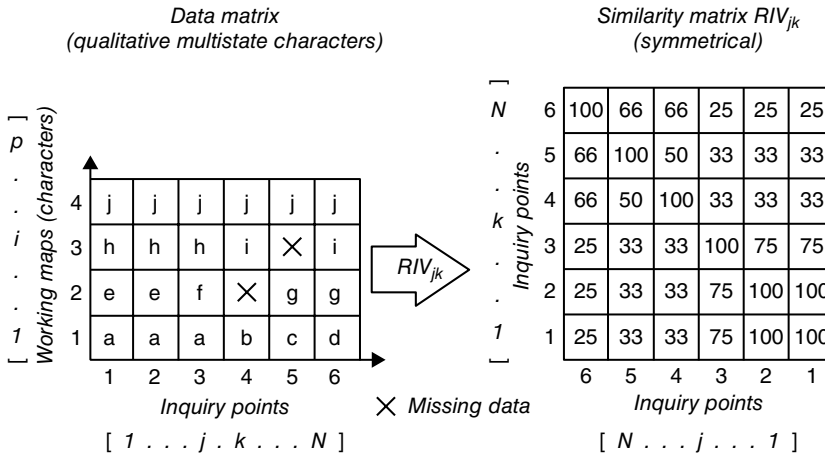 Data matrix
(qualitative multistate characters)
[ 1 . . i . . p ]
Working maps (characters)
4 j j j j j j
3 h h h i i
2 e e f g g
1 a a a b c d
1 2 3 4 5 6
Inquiry points
Missing data
[ 1 . . . j . k . . . N ]
RIVjk
Similarity matrix RIVjk
(symmetrical)
[ 1 . . k . . N ]
Inquiry points
6 100 66 66 25 25 25
5 66 100 50 33 33 33
4 66 50 100 33 33 33
3 25 33 33 100 75 75
2 25 33 33 75 100 100
1 25 33 33 75 100 100
6 5 4 3 2 1
Inquiry points
[ N . . . j . . . 1 ]